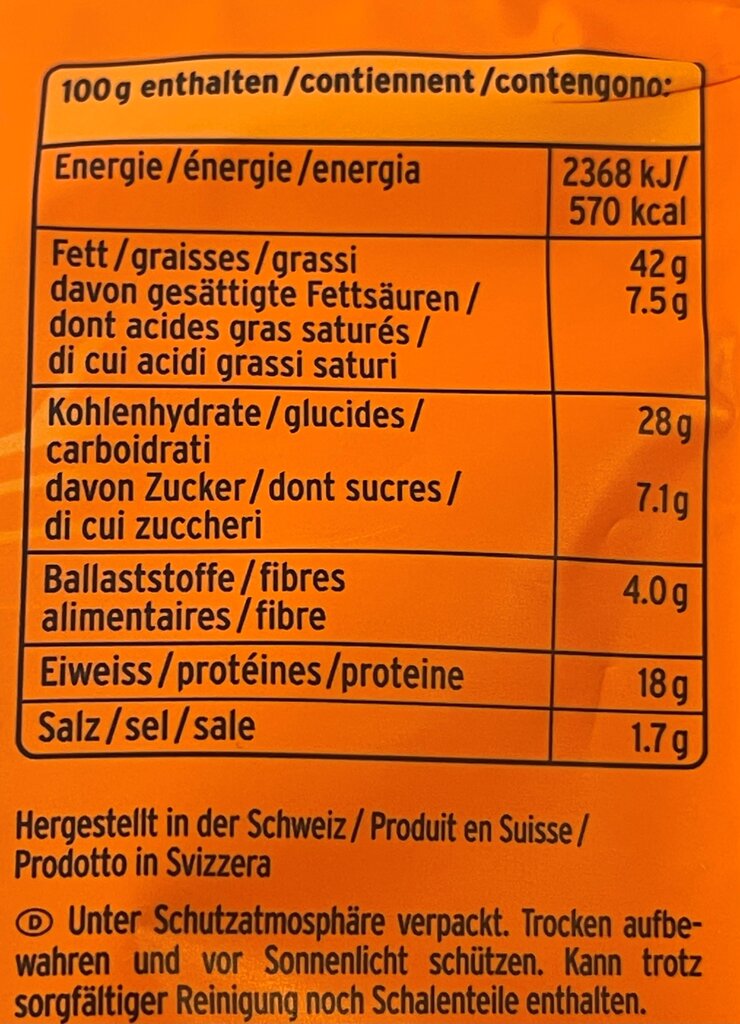 100g enthalten/contiennent/contengono:
Energie/énergie/energia 2368 kJ/
570 kcal
Fett/graisses/grassi 42g
davon gesättigte Fettsäuren/ 7.5g
dont acides gras saturés/
di cui acidi grassi saturi
Kohlenhydrate/glucides/ 28g
carboidrati
davon Zucker/dont sucres/ 7.1g
di cui zuccheri
Ballaststoffe/fibres 4.0g
alimentaires/fibre
Eiweiss/protéines/proteine 18g
Salz/sel/sale 1.7g
Hergestellt in der Schweiz/Produit en Suisse/
Prodotto in Svizzera
D Unter Schutzatmosphäre verpackt. Trocken aufbe-
wahren und vor Sonnenlicht schützen. Kann trotz
sorgfältiger Reinigung noch Schalenteile enthalten.